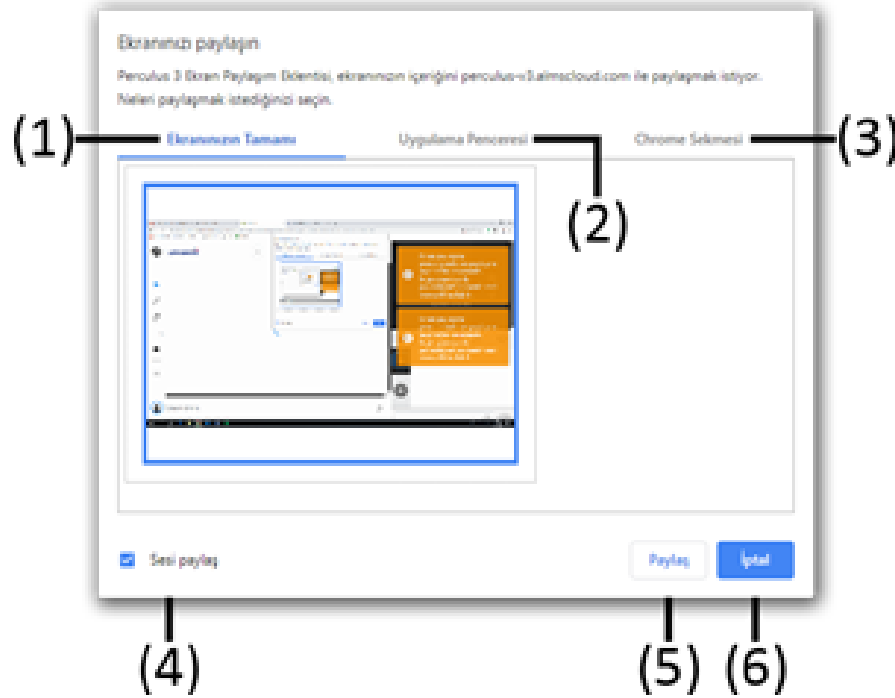 Ekranınızı paylaşın
Perculus 3 Ekran Paylaşım Eklentisi, ekranınızın içeriğini perculus-v3.almscloud.com ile paylaşmak istiyor.
Neleri paylaşmak istediğinizi seçin.
(1) Ekranınızın Tamamı Uygulama Penceresi Chrome Sekmesi (3)
(2)
Sesi paylaş Paylaş İptal
(4) (5) (6)